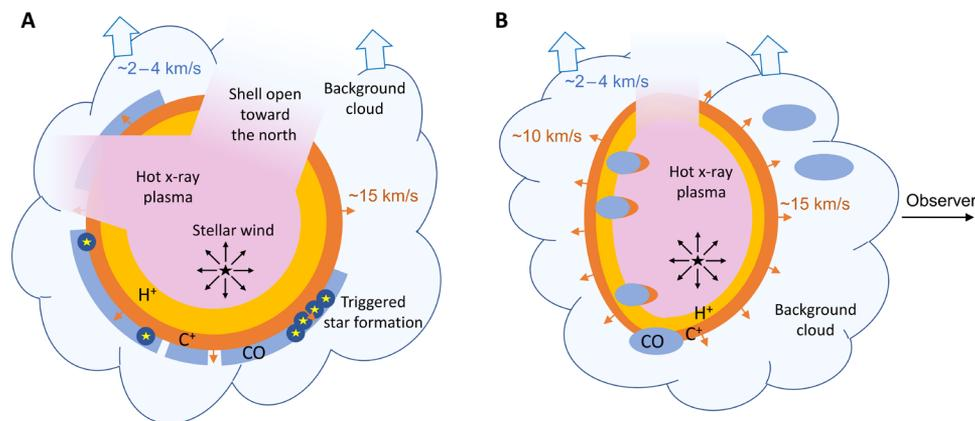 A
~2–4 km/s
Shell open
toward
the north
Background
cloud
Hot x-ray
plasma
~15 km/s
Stellar wind
H+
Triggered
star formation
C+
CO
B
~2–4 km/s
~10 km/s
Hot x-ray
plasma
~15 km/s
Observer
H+
Background
cloud
C+
CO